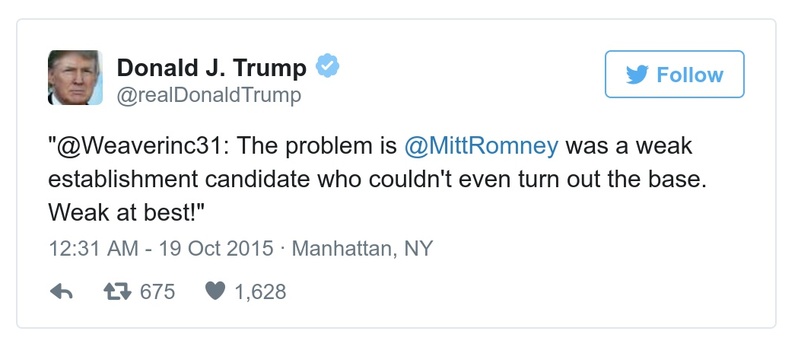 Donald J. Trump
@realDonaldTrump
Follow
"@Weaverinc31: The problem is @MittRomney was a weak
establishment candidate who couldn't even turn out the base.
Weak at best!"
12:31 AM - 19 Oct 2015 · Manhattan, NY
675 1,628